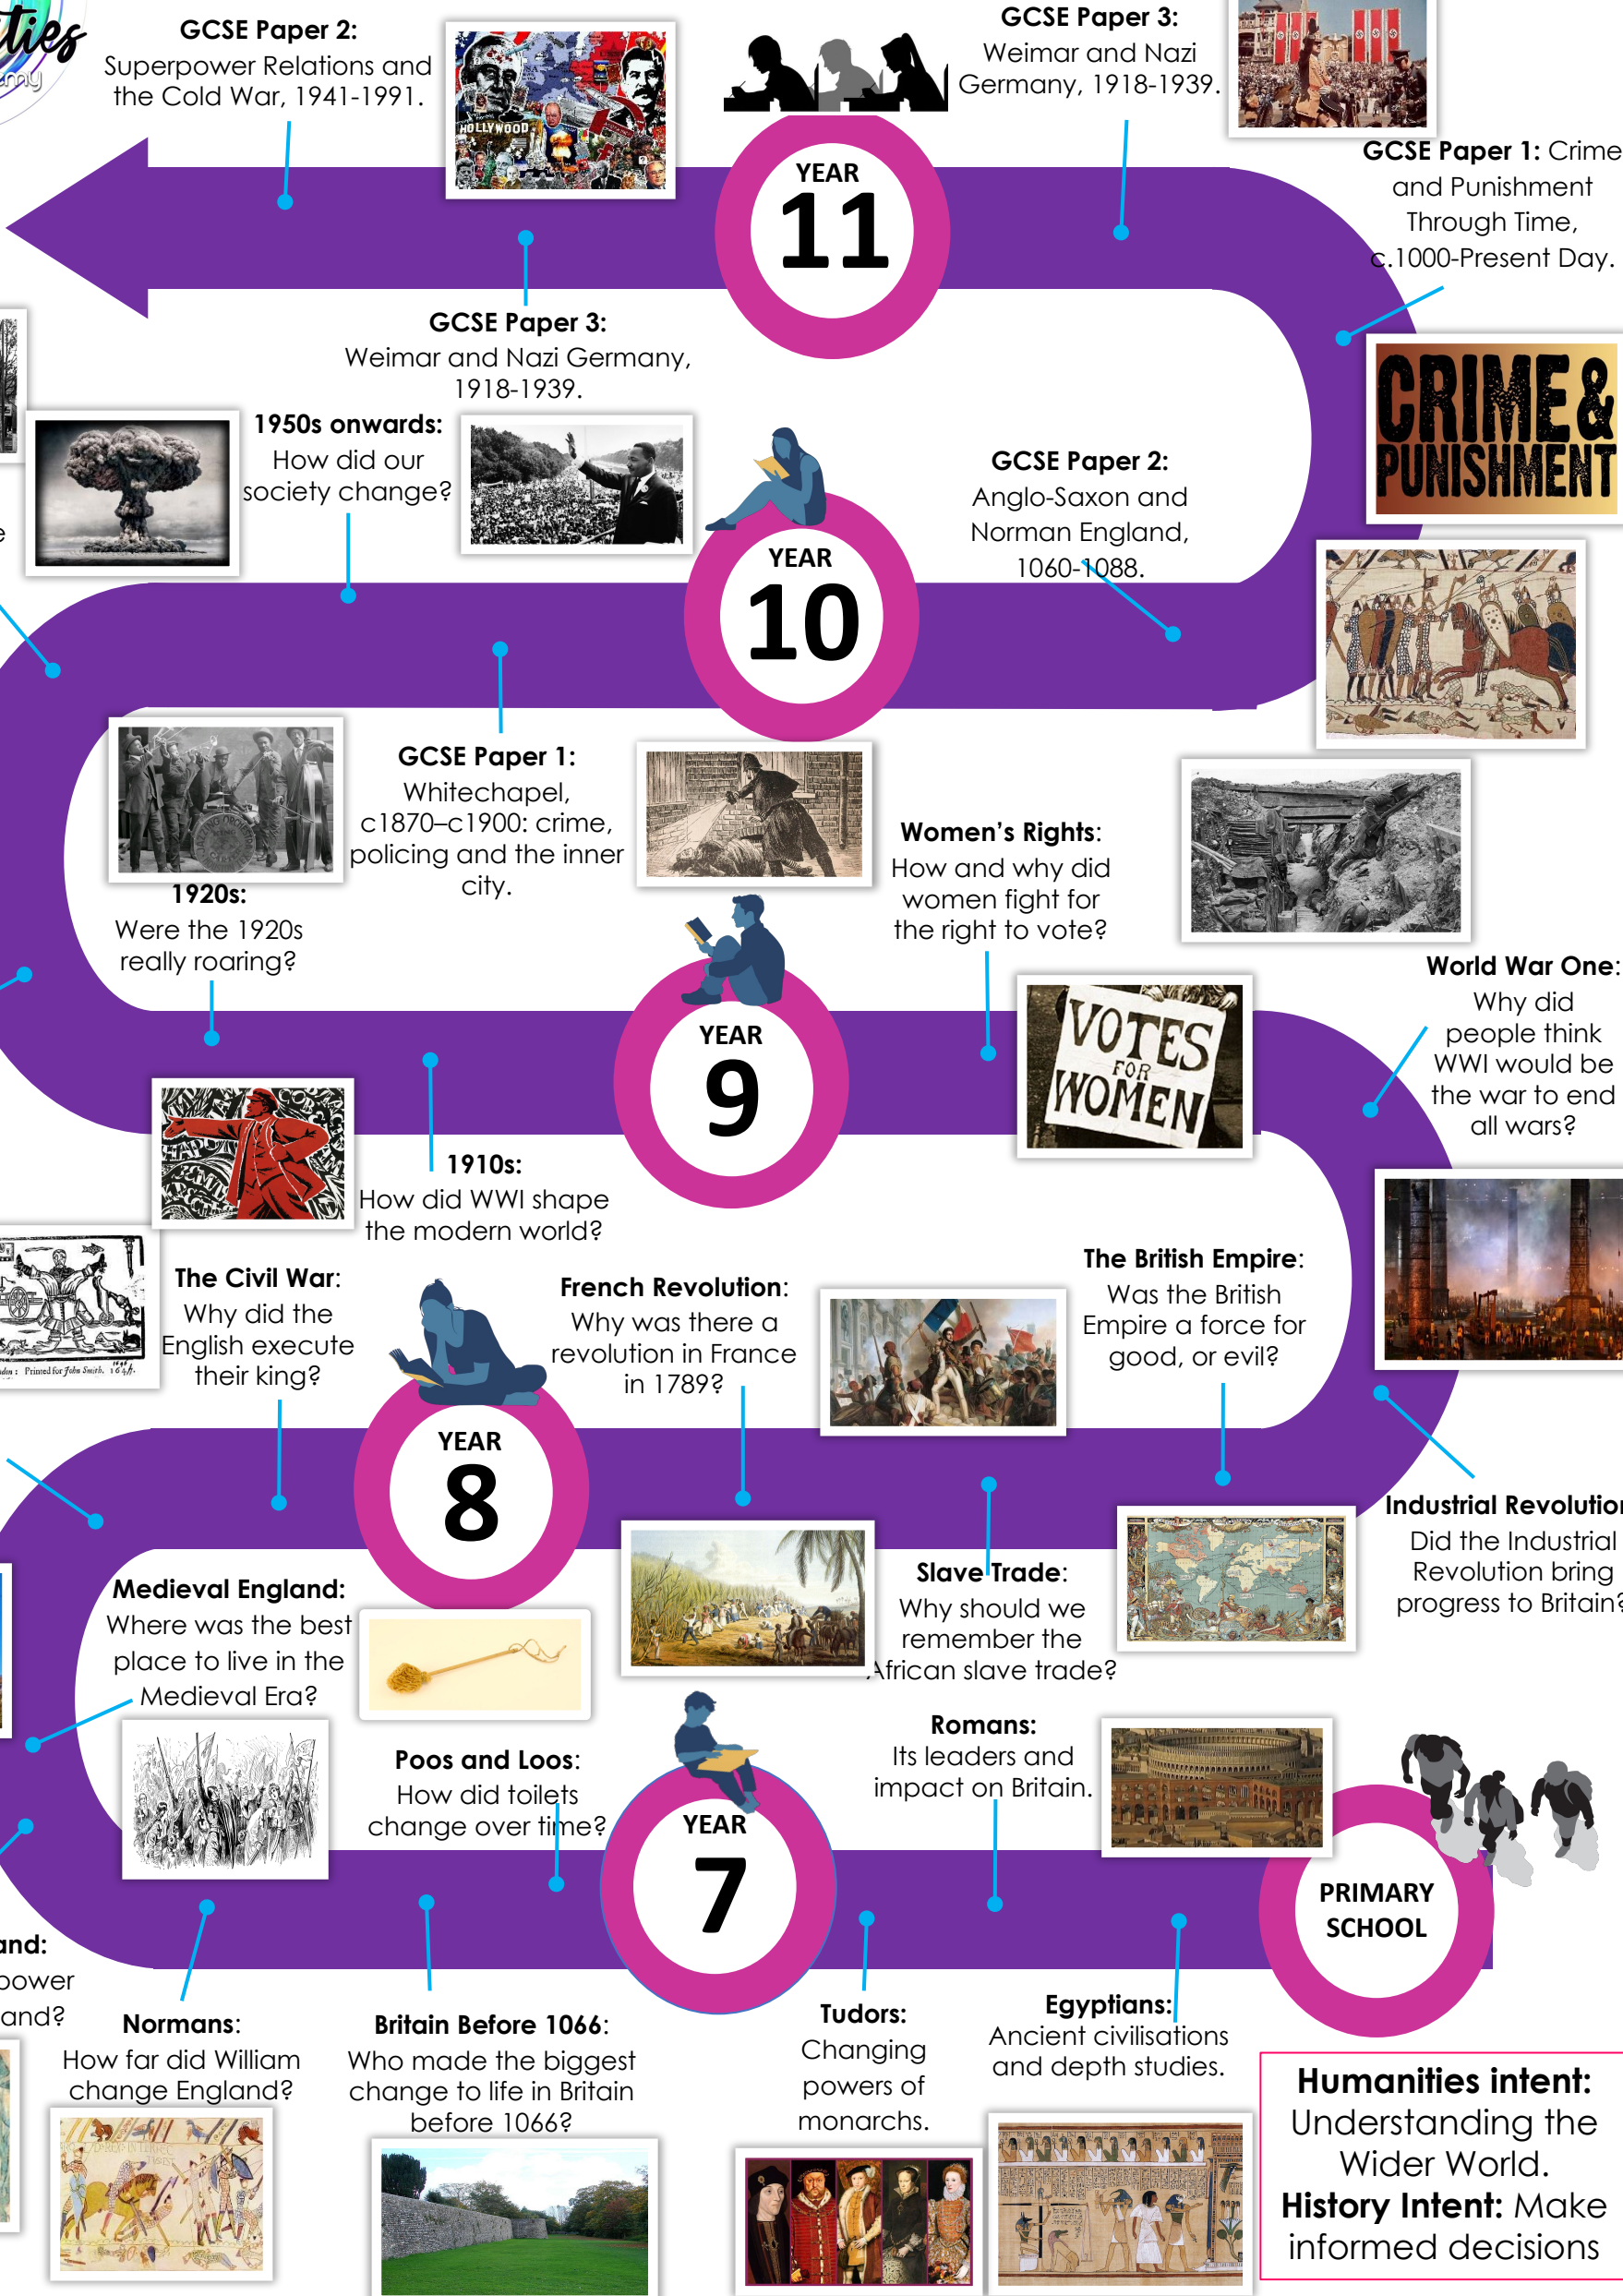 ties
emy
GCSE Paper 2:
Superpower Relations and
the Cold War, 1941-1991.
HOLLYWOOD
GCSE Paper 3:
Weimar and Nazi
Germany, 1918-1939.
GCSE Paper 1: Crime
and Punishment
Through Time,
c.1000-Present Day.
YEAR
11
GCSE Paper 3:
Weimar and Nazi Germany,
1918-1939.
CRIME &
PUNISHMENT
1950s onwards:
How did our
society change?
e
GCSE Paper 2:
Anglo-Saxon and
Norman England,
1060-1088.
YEAR
10
GCSE Paper 1:
Whitechapel,
c1870–c1900: crime,
policing and the inner
city.
1920s:
Were the 1920s
really roaring?
Women's Rights:
How and why did
women fight for
the right to vote?
VOTES
FOR
WOMEN
World War One:
Why did
people think
WWI would be
the war to end
all wars?
YEAR
9
1910s:
How did WWI shape
the modern world?
The Civil War:
Why did the
English execute
their king?
Printed for John Smith, 1647.
French Revolution:
Why was there a
revolution in France
in 1789?
The British Empire:
Was the British
Empire a force for
good, or evil?
YEAR
8
Industrial Revolution
Did the Industrial
Revolution bring
progress to Britain?
Medieval England:
Where was the best
place to live in the
Medieval Era?
Slave Trade:
Why should we
remember the
African slave trade?
Poos and Loos:
How did toilets
change over time?
Romans:
Its leaders and
impact on Britain.
YEAR
7
PRIMARY
SCHOOL
and:
power
and?
Normans:
How far did William
change England?
Britain Before 1066:
Who made the biggest
change to life in Britain
before 1066?
Tudors:
Changing
powers of
monarchs.
Egyptians:
Ancient civilisations
and depth studies.
Humanities intent:
Understanding the
Wider World.
History Intent: Make
informed decisions